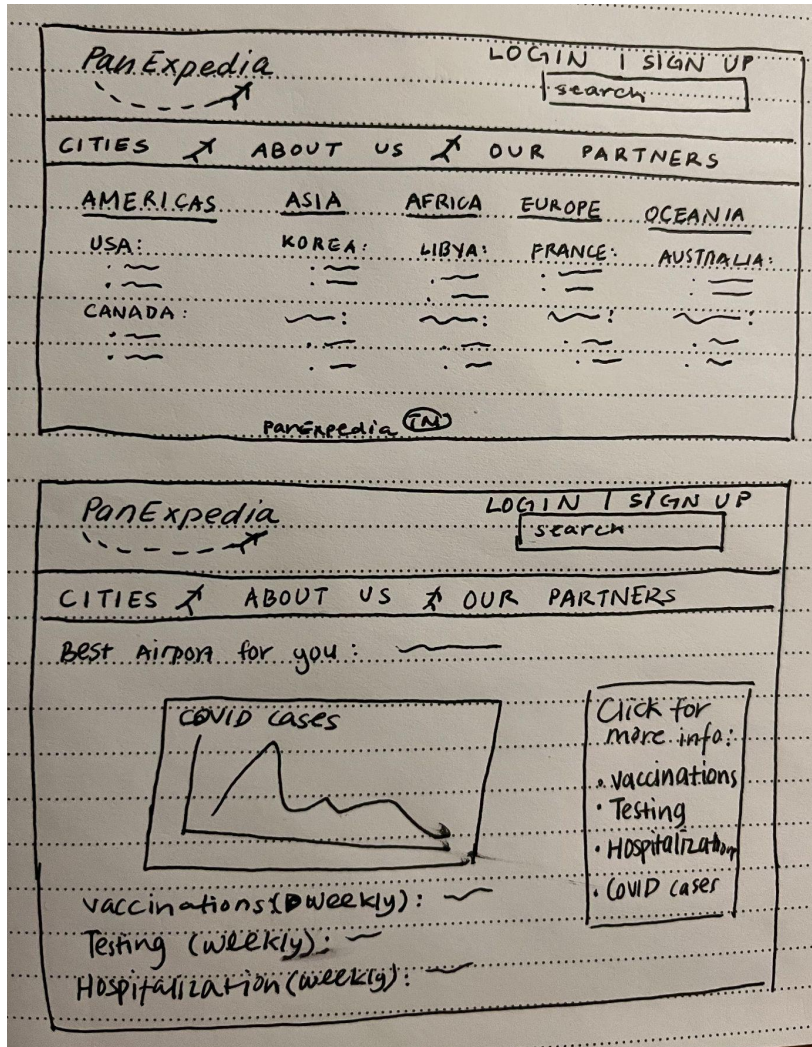 PanExpedia
LOGIN | SIGN UP
search
CITIES ABOUT US OUR PARTNERS
AMERICAS ASIA AFRICA EUROPE OCEANIA
USA: KOREA: LIBYA: FRANCE: AUSTRALIA:
CANADA:
PanExpedia TM
PanExpedia
LOGIN | SIGN UP
search
CITIES ABOUT US OUR PARTNERS
Best Airport for you:
COVID cases
Click for
more info:
• vaccinations
• Testing
• Hospitalization
• COVID cases
vaccinations (weekly):
Testing (weekly):
Hospitalization (weekly):